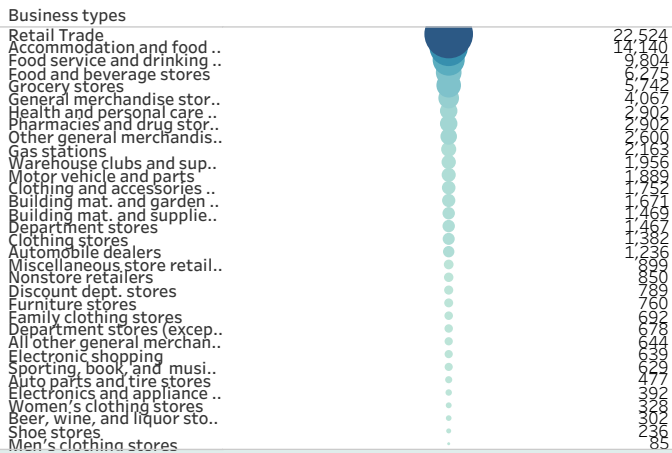 Business types
Retail Trade 22,524
Accommodation and food .. 14,140
Food service and drinking .. 9,804
Food and beverage stores 6,275
Grocery stores 5,742
General merchandise stor.. 4,067
Health and personal care .. 2,902
Pharmacies and drug stor.. 2,902
Other general merchandis.. 2,600
Gas stations 2,163
Warehouse clubs and sup.. 1,956
Motor vehicle and parts 1,889
Clothing and accessories .. 1,752
Building mat. and garden .. 1,671
Building mat. and supplie.. 1,469
Department stores 1,467
Clothing stores 1,382
Automobile dealers 1,236
Miscellaneous store retail.. 899
Nonstore retailers 850
Discount dept. stores 789
Furniture stores 760
Family clothing stores 692
Department stores (excep.. 678
All other general merchan.. 644
Electronic shopping 639
Sporting, book, and musi.. 629
Auto parts and tire stores 477
Electronics and appliance .. 392
Women's clothing stores 328
Beer, wine, and liquor sto.. 302
Shoe stores 236
Men's clothing stores 85